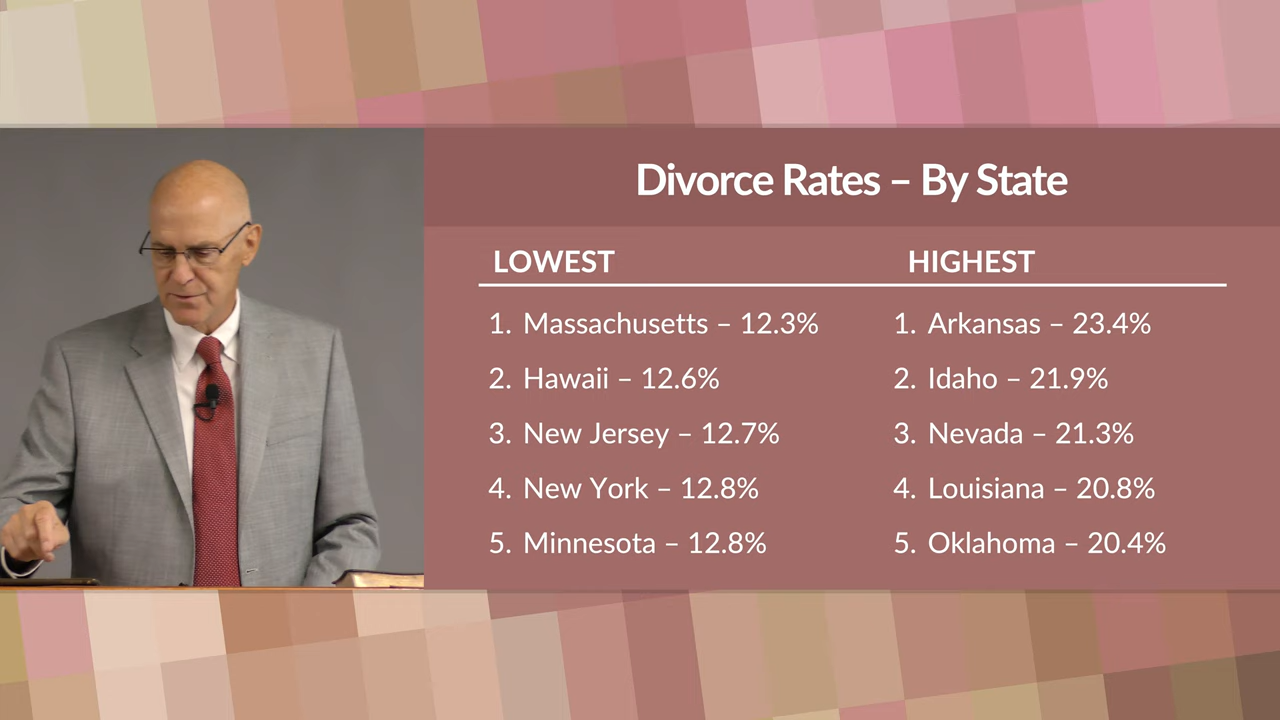 Divorce Rates – By State
LOWEST
1. Massachusetts – 12.3%
2. Hawaii – 12.6%
3. New Jersey – 12.7%
4. New York – 12.8%
5. Minnesota – 12.8%
HIGHEST
1. Arkansas – 23.4%
2. Idaho – 21.9%
3. Nevada – 21.3%
4. Louisiana – 20.8%
5. Oklahoma – 20.4%